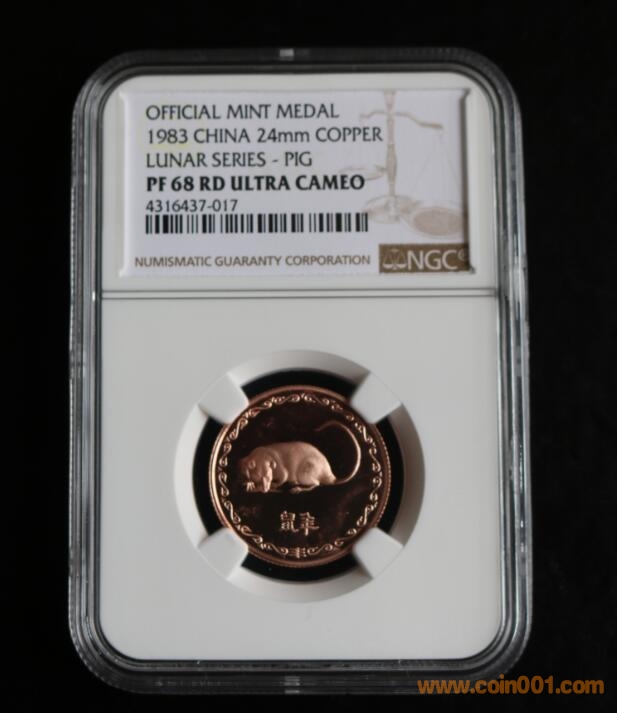 OFFICIAL MINT MEDAL
1983 CHINA 24mm COPPER
LUNAR SERIES - PIG
PF 68 RD ULTRA CAMEO
4316437-017
NUMISMATIC GUARANTY CORPORATION
NGC
鼠年
www.coin001.com